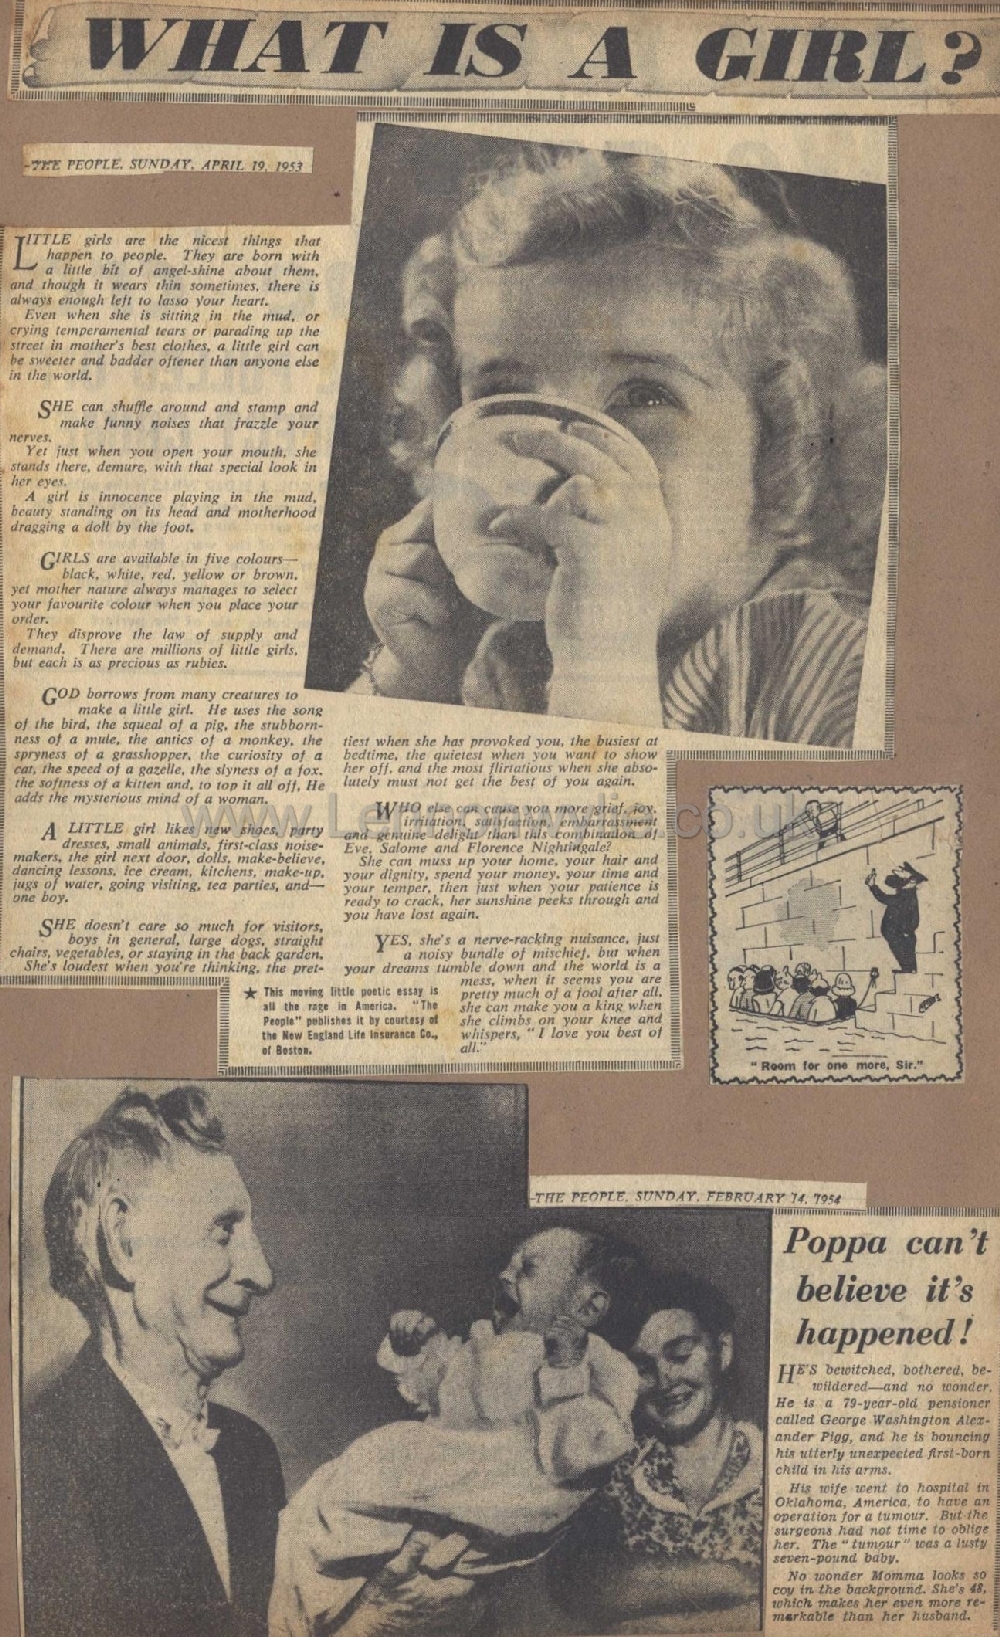 WHAT IS A GIRL?
-THE PEOPLE, SUNDAY, APRIL 19, 1953
LITTLE girls are the nicest things that
happen to people. They are born with
a little bit of angel-shine about them,
and though it wears thin sometimes, there is
always enough left to lasso your heart.
Even when she is sitting in the mud, or
crying temperamental tears or parading up the
street in mother's best clothes, a little girl can
be sweeter and badder oftener than anyone else
in the world.
SHE can shuffle around and stamp and
make funny noises that frazzle your
nerves.
Yet just when you open your mouth, she
stands there, demure, with that special look in
her eyes.
A girl is innocence playing in the mud,
beauty standing on its head and motherhood
dragging a doll by the foot.
GIRLS are available in five colours—
black, white, red, yellow or brown,
yet mother nature always manages to select
your favourite colour when you place your
order.
They disprove the law of supply and
demand. There are millions of little girls,
but each is as precious as rubies.
GOD borrows from many creatures to
make a little girl. He uses the song
of the bird, the squeal of a pig, the stubborn-
ness of a mule, the antics of a monkey, the
spryness of a grasshopper, the curiosity of a
cat, the speed of a gazelle, the slyness of a fox,
the softness of a kitten and, to top it all off, He
adds the mysterious mind of a woman.
A LITTLE girl likes new shoes, party
dresses, small animals, first-class noise-
makers, the girl next door, dolls, make-believe,
dancing lessons, ice cream, kitchens, make-up,
jugs of water, going visiting, tea parties, and—
one boy.
SHE doesn't care so much for visitors,
boys in general, large dogs, straight
chairs, vegetables, or staying in the back garden.
She's loudest when you're thinking, the pret-
tiest when she has provoked you, the busiest at
bedtime, the quietest when you want to show
her off, and the most flirtatious when she abso-
lutely must not get the best of you again.
WHO else can cause you more grief, joy,
irritation, satisfaction, embarrassment
and genuine delight than this combination of
Eve, Salome and Florence Nightingale?
She can muss up your home, your hair and
your dignity, spend your money, your time and
your temper, then just when your patience is
ready to crack, her sunshine peeks through and
you have lost again.
YES, she's a nerve-racking nuisance, just
a noisy bundle of mischief, but when
your dreams tumble down and the world is a
mess, when it seems you are
pretty much of a fool after all,
she can make you a king when
she climbs on your knee and
whispers, "I love you best of
all."
★ This moving little poetic essay is
all the rage in America. "The
People" publishes it by courtesy of
the New England Life Insurance Co.,
of Boston.
"Room for one more, Sir."
-THE PEOPLE, SUNDAY, FEBRUARY 14, 1954
Poppa can't
believe it's
happened!
HE'S bewitched, bothered, be-
wildered—and no wonder.
He is a 79-year-old pensioner
called George Washington Alex-
ander Pigg, and he is bouncing
his utterly unexpected first-born
child in his arms.
His wife went to hospital in
Oklahoma, America, to have an
operation for a tumour. But the
surgeons had not time to oblige
her. The "tumour" was a lusty
seven-pound baby.
No wonder Momma looks so
coy in the background. She's 48,
which makes her even more re-
markable than her husband.